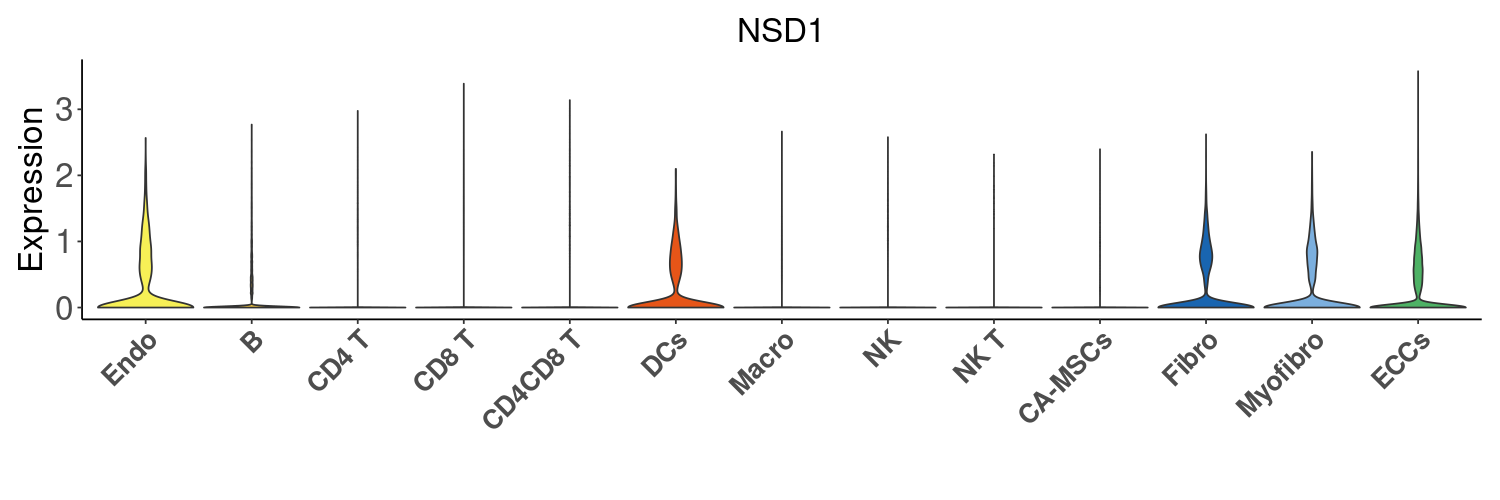 NSD1
Expression
3
2
1
0
Endo
B
CD4 T
CD8 T
CD4CD8 T
DCs
Macro
NK
NK T
CA-MSCs
Fibro
Myofibro
ECCs